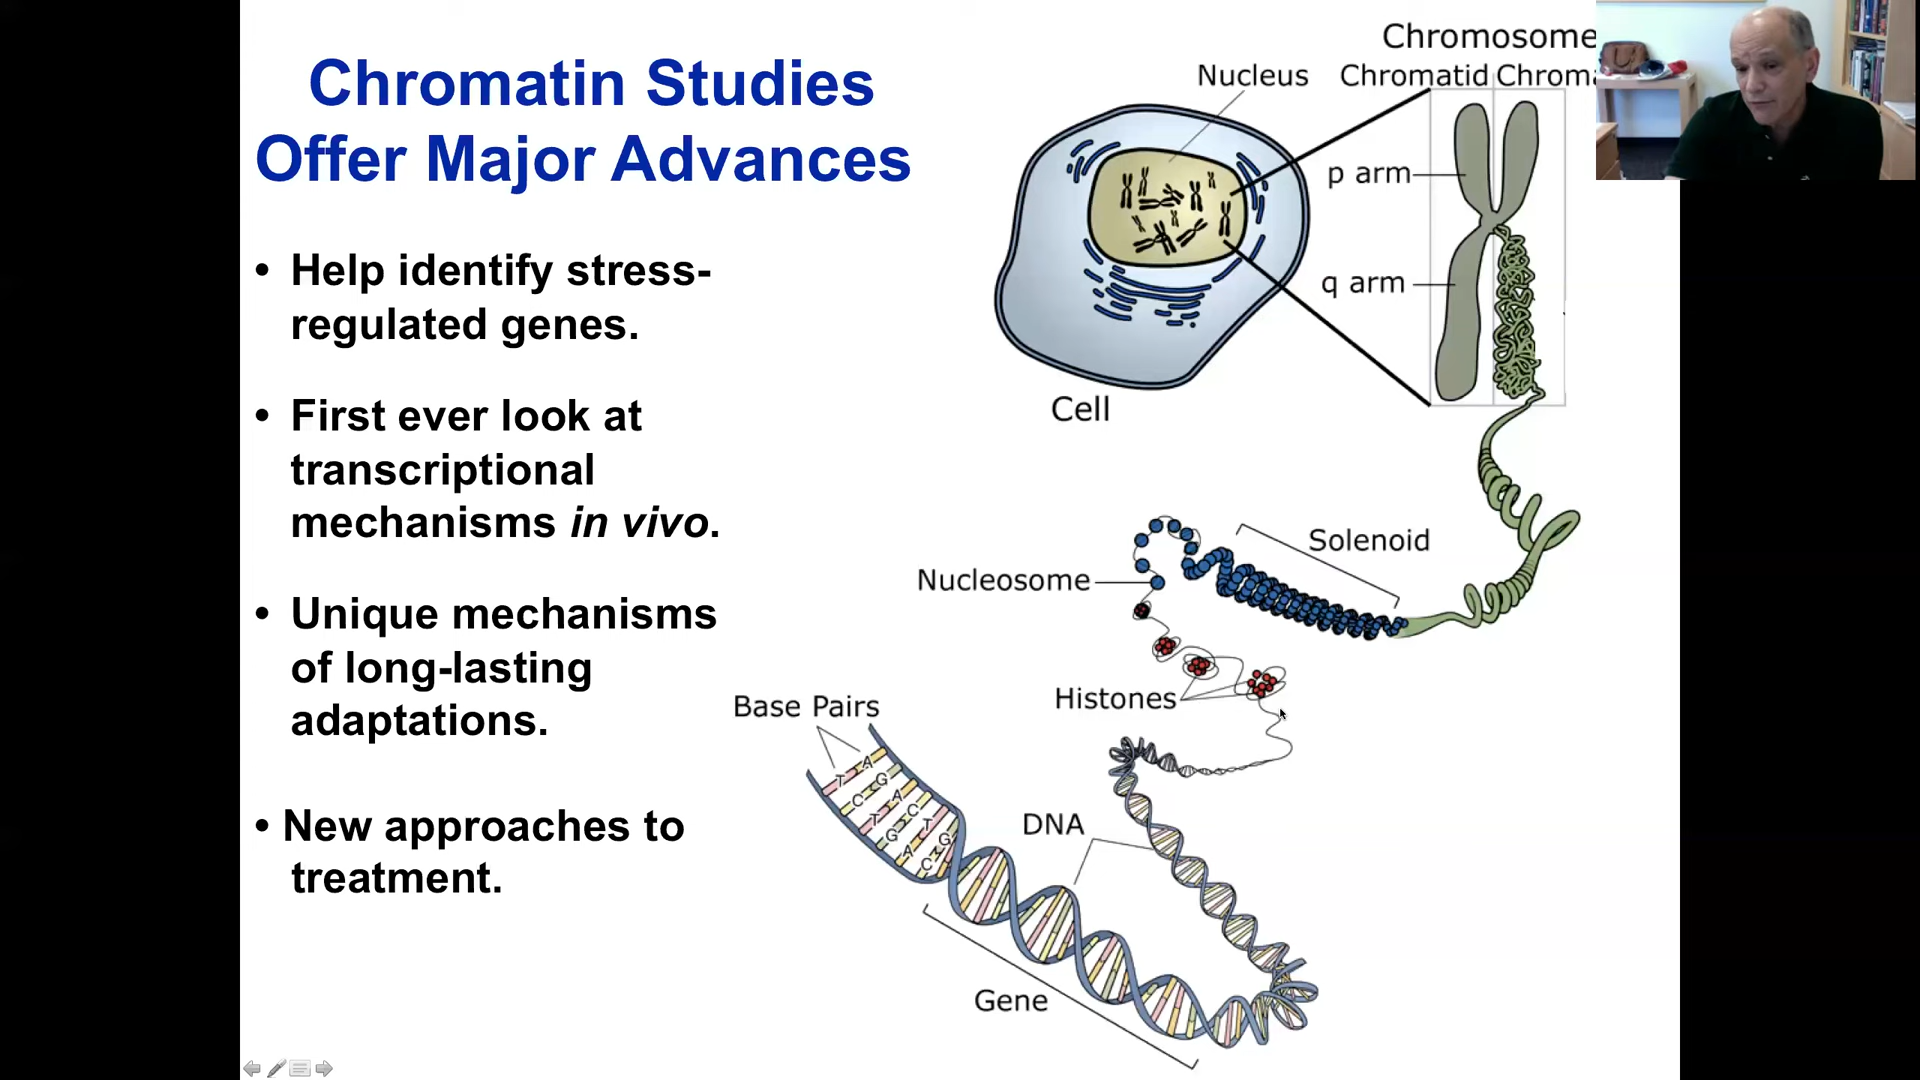 Chromatin Studies
Offer Major Advances
• Help identify stress-
regulated genes.
• First ever look at
transcriptional
mechanisms in vivo.
• Unique mechanisms
of long-lasting
adaptations.
• New approaches to
treatment.
Chromosome
Nucleus
Chromatid Chroma
p arm
q arm
Cell
Solenoid
Nucleosome
Histones
Base Pairs
T A
C G
T A
G C
A T
C G
DNA
Gene